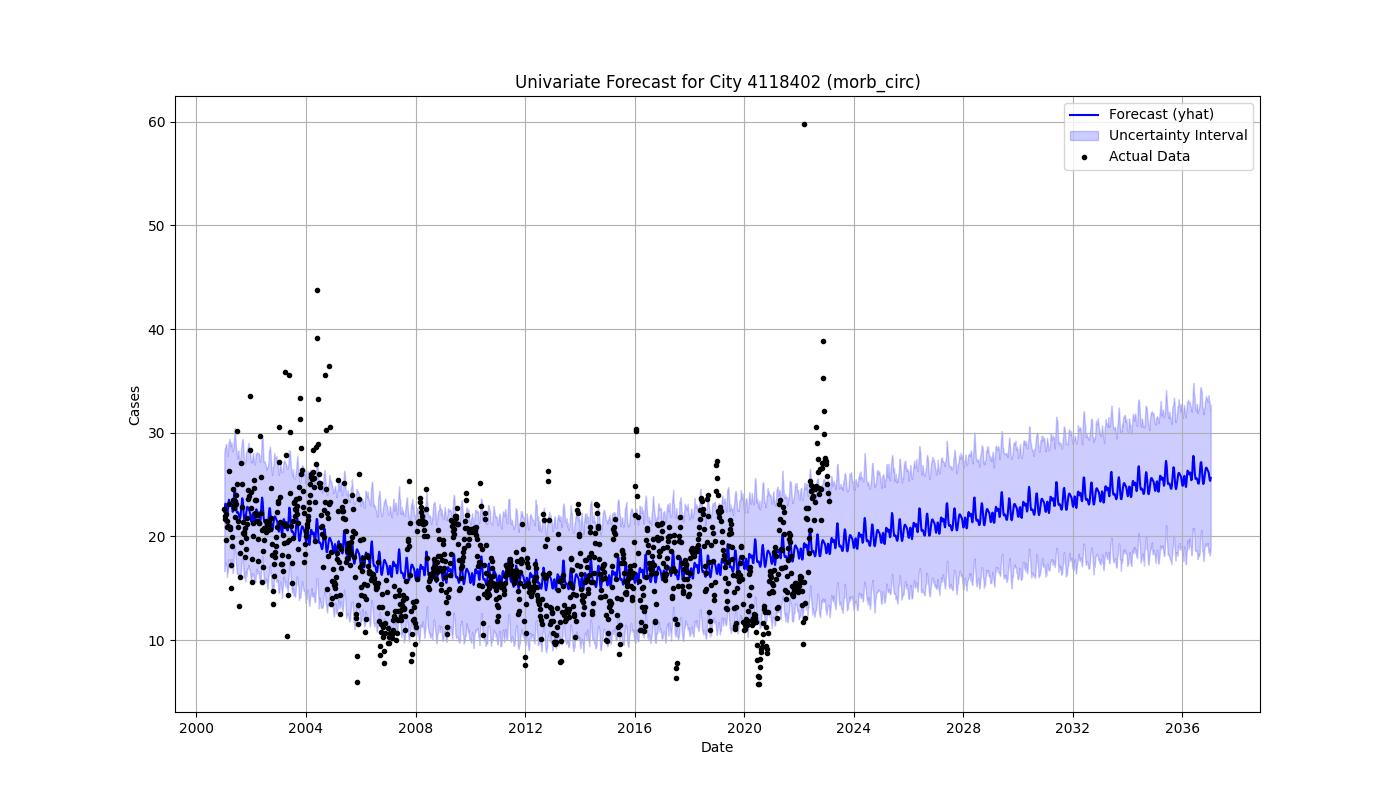 Univariate Forecast for City 4118402 (morb_circ)
Forecast (yhat)
Uncertainty Interval
Actual Data
60
50
40
30
20
10
Cases
2000 2004 2008 2012 2016 2020 2024 2028 2032 2036
Date